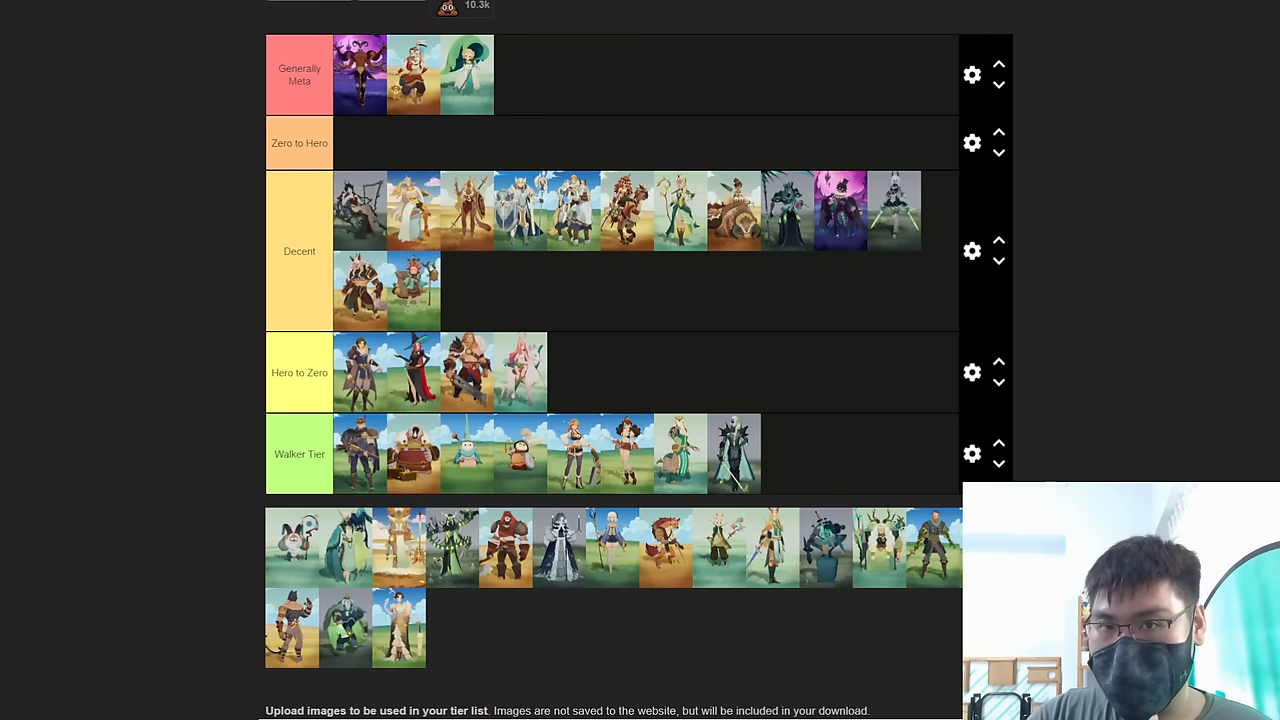 10.3k
Generally
Meta
Zero to Hero
Decent
Hero to Zero
Walker Tier
Upload images to be used in your tier list. Images are not saved to the website, but will be included in your download.